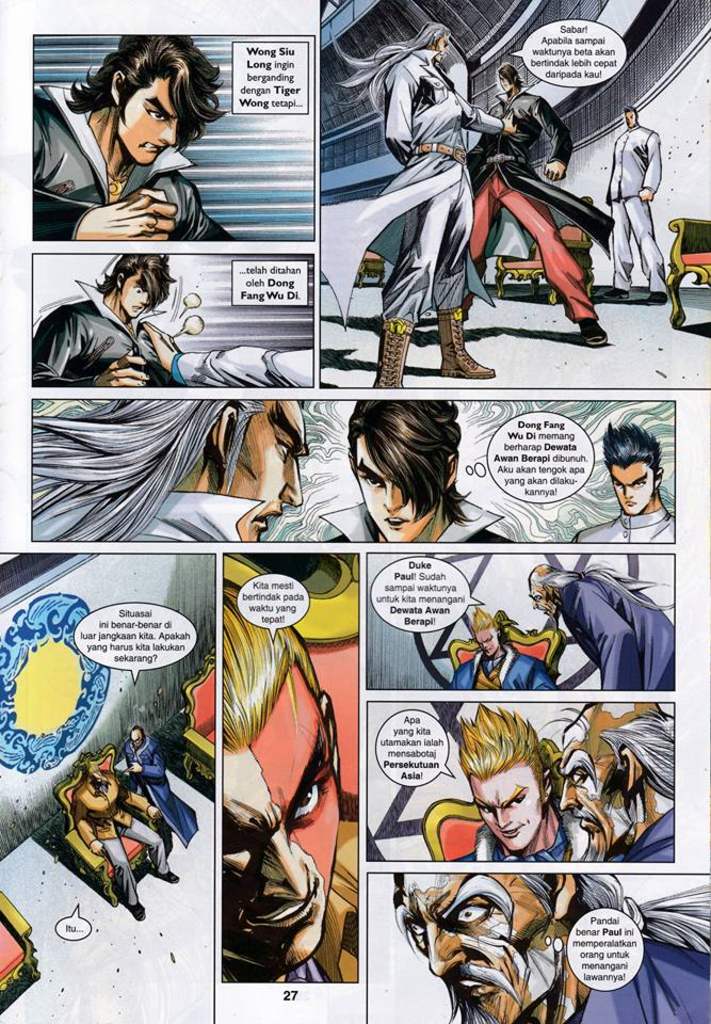 Wong Siu
Long ingin
berganding
dengan Tiger
Wong tetapi...
Sabar!
Apabila sampai
waktunya beta akan
bertindak lebih cepat
daripada kau!
...telah ditahan
oleh Dong
Fang Wu Di.
Dong Fang
Wu Di memang
berharap Dewata
Awan Berapi dibunuh.
Aku akan tengok apa
yang akan dilaku-
kannya!
Situasai
ini benar-benar di
luar jangkaan kita. Apakah
yang harus kita lakukan
sekarang?
Itu...
Kita mesti
bertindak pada
waktu yang
tepat!
Duke
Paul! Sudah
sampai waktunya
untuk kita menangani
Dewata Awan
Berapi!
Apa
yang kita
utamakan ialah
mensabotaj
Persekutuan
Asia!
Pandai
benar Paul ini
memperalatkan
orang untuk
menangani
lawannya!
27